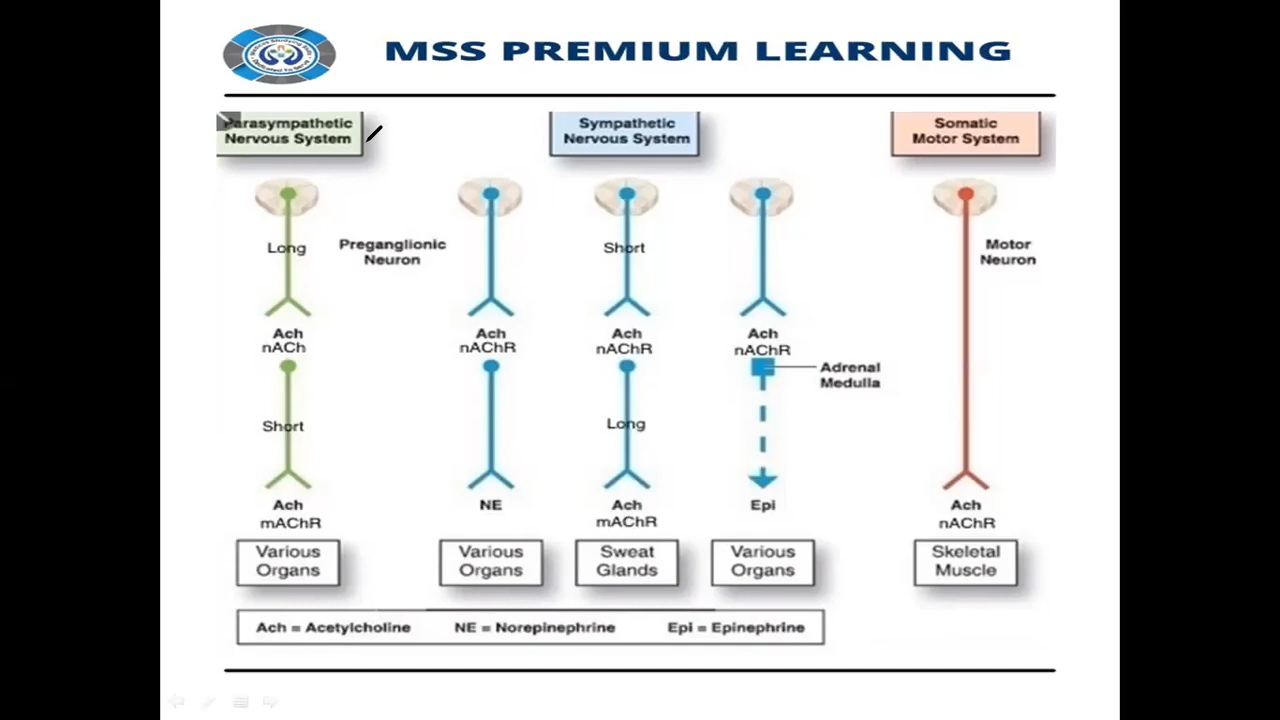 MSS PREMIUM LEARNING
Parasympathetic
Nervous System
Sympathetic
Nervous System
Somatic
Motor System
Long
Preganglionic
Neuron
Short
Motor
Neuron
Ach
nACh
Ach
nAChR
Ach
nAChR
Ach
nAChR
Adrenal
Medulla
Short
Long
Ach
mAChR
NE
Ach
mAChR
Epi
Ach
nAChR
Various
Organs
Various
Organs
Sweat
Glands
Various
Organs
Skeletal
Muscle
Ach = Acetylcholine NE = Norepinephrine Epi = Epinephrine